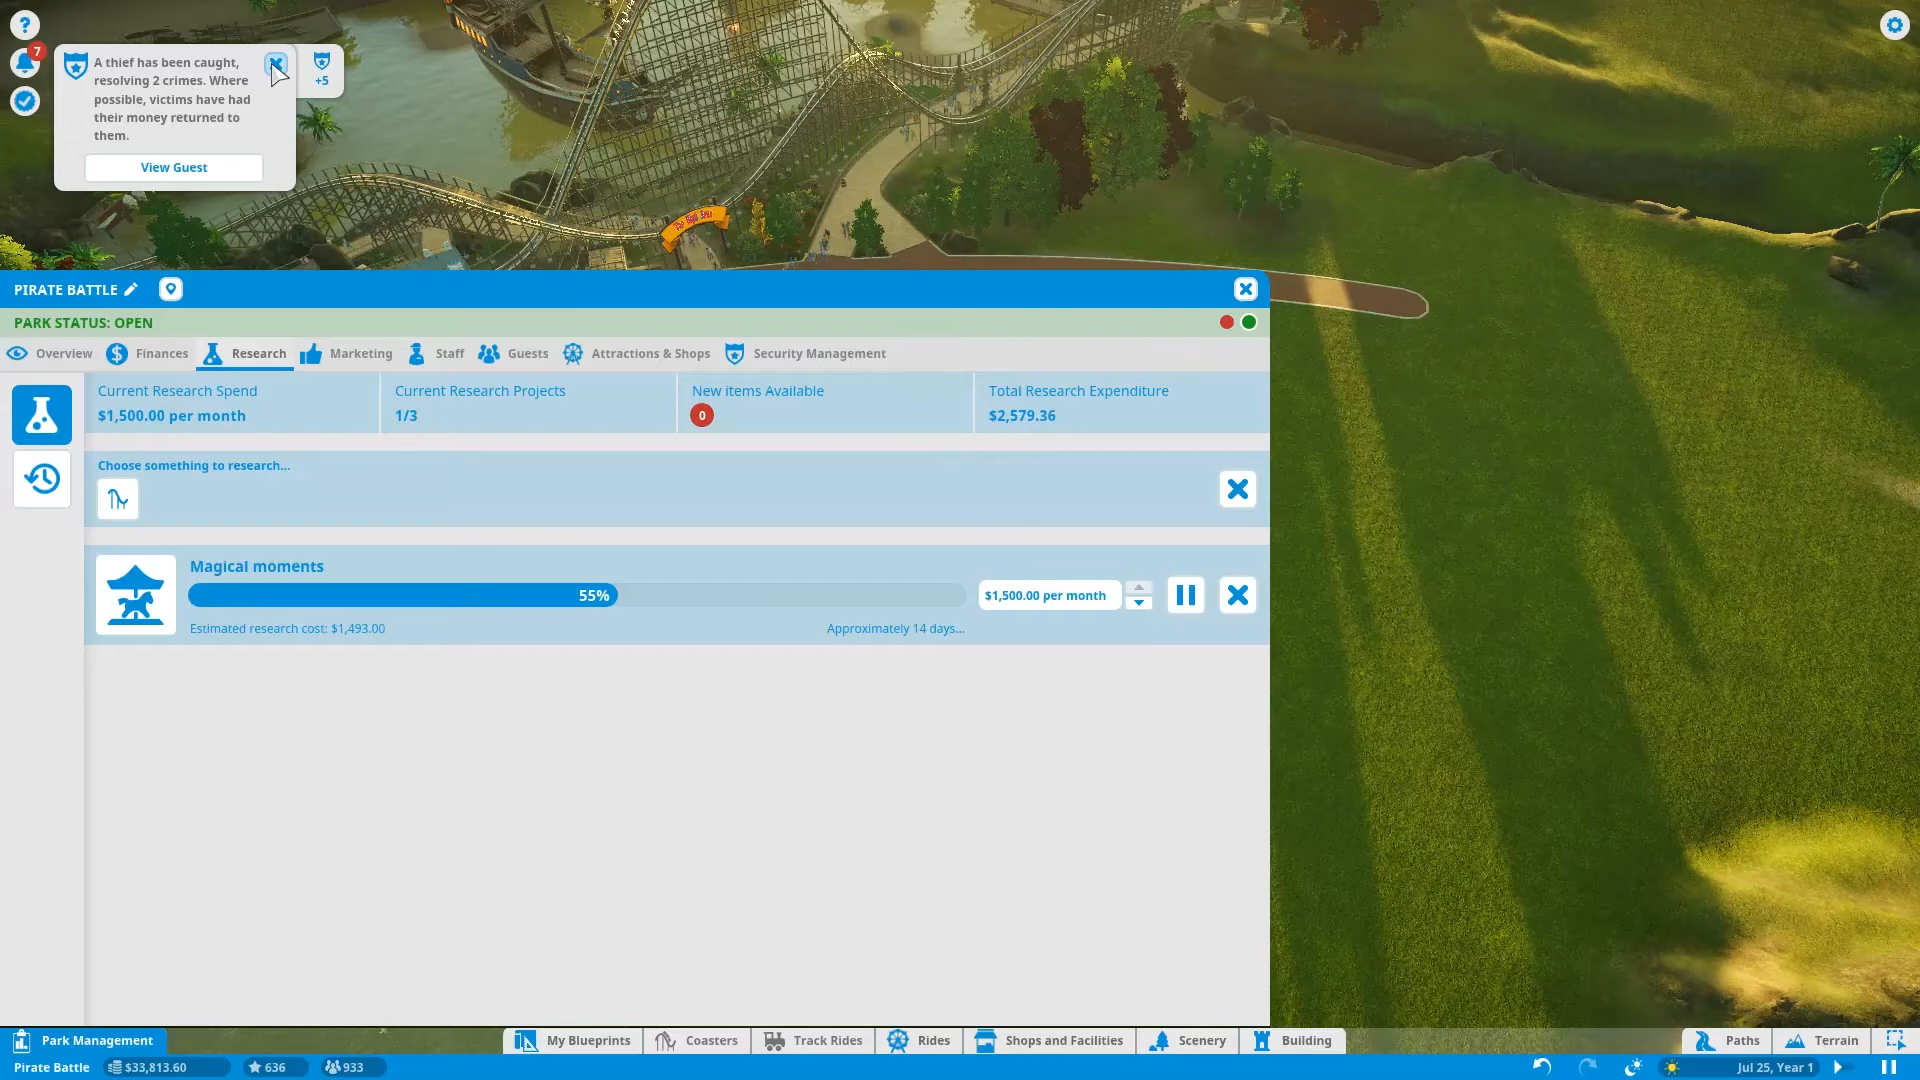 ?
7
A thief has been caught,
resolving 2 crimes. Where
possible, victims have had
their money returned to
them.
View Guest
+5
PIRATE BATTLE
PARK STATUS: OPEN
Overview
Finances
Research
Marketing
Staff
Guests
Attractions & Shops
Security Management
Current Research Spend
$1,500.00 per month
Current Research Projects
1/3
New items Available
0
Total Research Expenditure
$2,579.36
Choose something to research...
Magical moments
55%
$1,500.00 per month
Estimated research cost: $1,493.00
Approximately 14 days...
Park Management
My Blueprints
Coasters
Track Rides
Rides
Shops and Facilities
Scenery
Building
Paths
Terrain
Pirate Battle
$33,813.60
636
933
Jul 25, Year 1